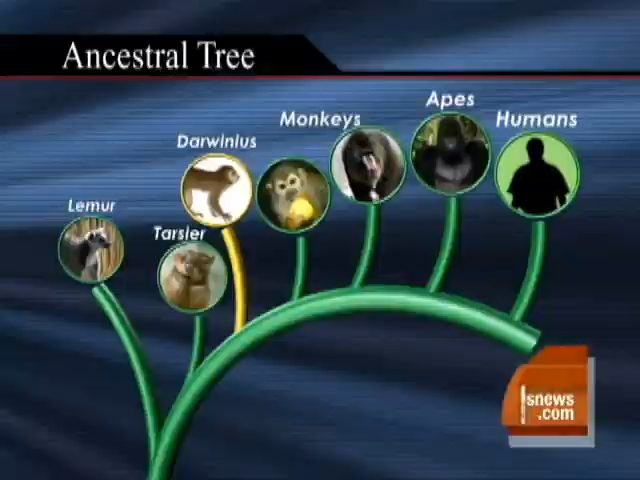 Ancestral Tree
Apes
Monkeys
Humans
Darwinius
Lemur
Tarsier
snews
.com